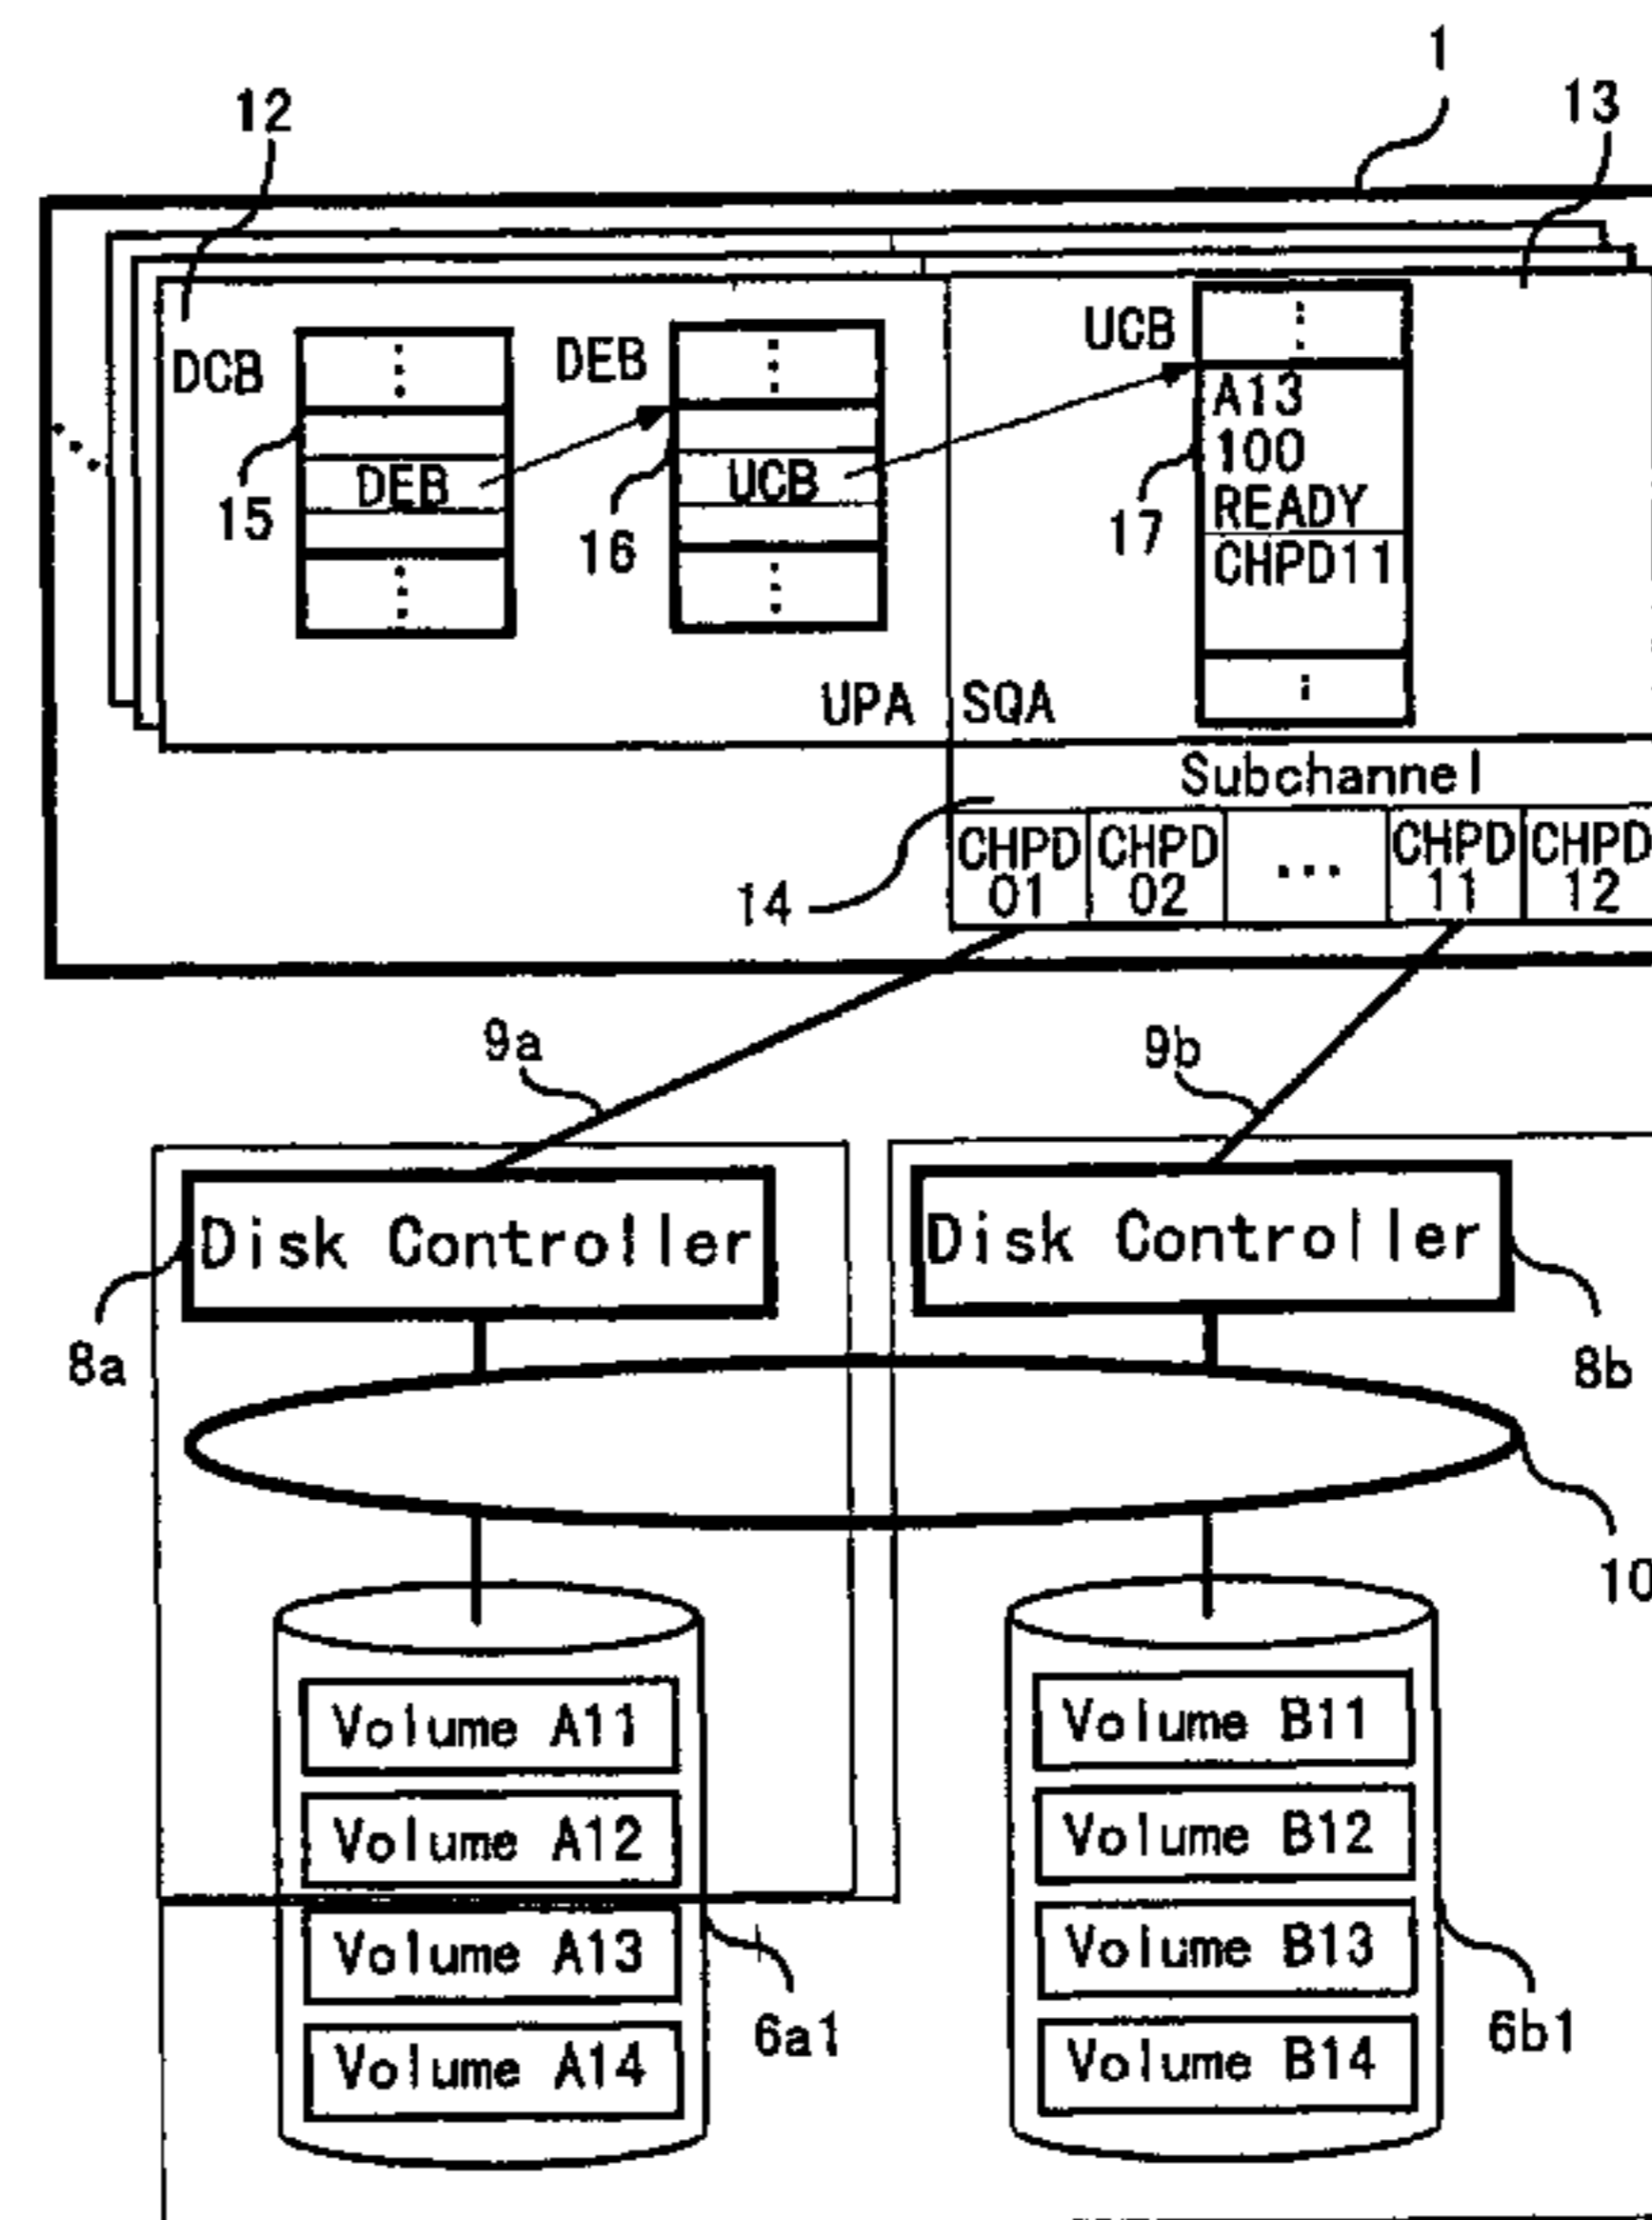 1
12
13
DCB
DEB
UCB
A13
100
READY
CHPD11
DEB
UCB
15
16
17
UPA
SQA
Subchannel
CHPD 01
CHPD 02
...
CHPD 11
CHPD 12
14
9a
9b
Disk Controller
Disk Controller
8a
8b
10
Volume A11
Volume A12
Volume A13
Volume A14
6a1
Volume B11
Volume B12
Volume B13
Volume B14
6b1